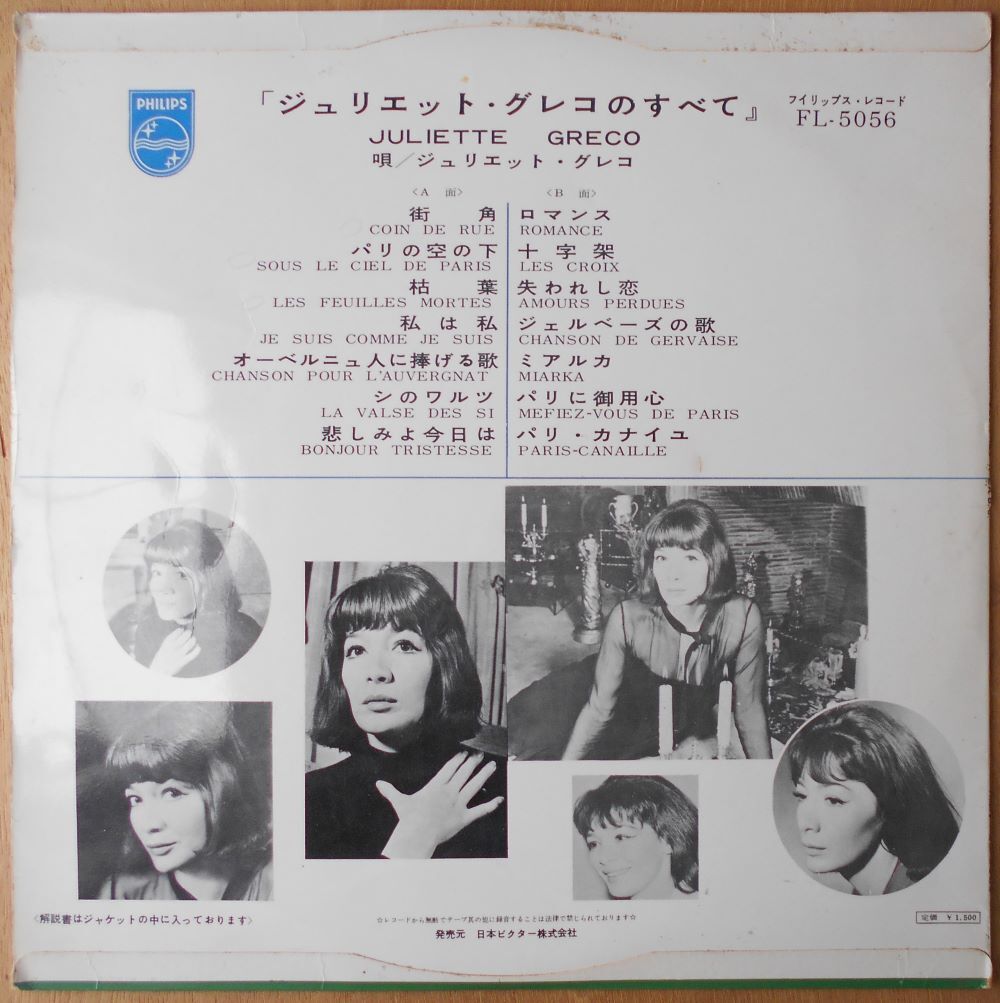 PHILIPS
「ジュリエット・グレコのすべて』
フイリップス・レコード
FL-5056
JULIETTE GRECO
唄／ジュリエット・グレコ
〈A 面〉
街 角
COIN DE RUE
パリの空の下
SOUS LE CIEL DE PARIS
枯 葉
LES FEUILLES MORTES
私 は 私
JE SUIS COMME JE SUIS
オーベルニュ人に捧げる歌
CHANSON POUR L'AUVERGNAT
シのワルツ
LA VALSE DES SI
悲しみよ今日は
BONJOUR TRISTESSE
〈B 面〉
ロマンス
ROMANCE
十 字 架
LES CROIX
失われし恋
AMOURS PERDUES
ジェルベーズの歌
CHANSON DE GERVAISE
ミアルカ
MIARKA
パリに御用心
MEFIEZ-VOUS DE PARIS
パリ・カナイユ
PARIS-CANAILLE
〈解説書はジャケットの中に入っております〉
☆レコードから無断でテープ其の他に録音することは法律で禁じられております☆
発売元 日本ビクター株式会社
定価 ¥1,500